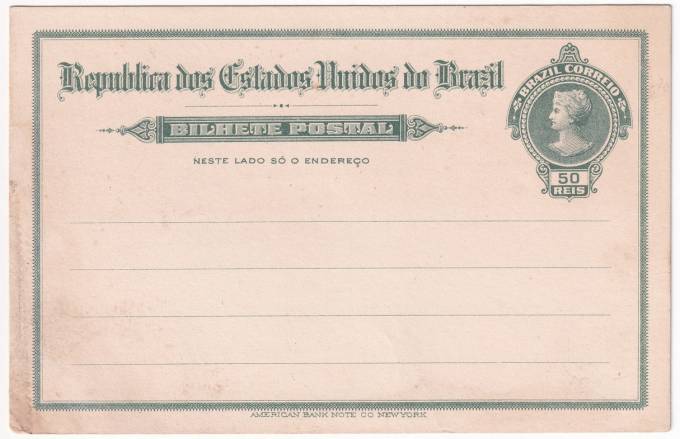 Republica dos Estados Unidos do Brazil
BRAZIL CORREIO
BILHETE POSTAL
NESTE LADO SÓ O ENDEREÇO
50
REIS
AMERICAN BANK NOTE CO NEW YORK